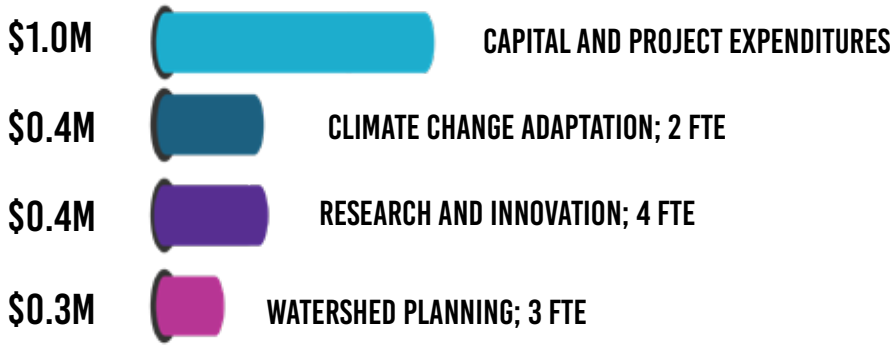 $1.0M CAPITAL AND PROJECT EXPENDITURES
$0.4M CLIMATE CHANGE ADAPTATION; 2 FTE
$0.4M RESEARCH AND INNOVATION; 4 FTE
$0.3M WATERSHED PLANNING; 3 FTE